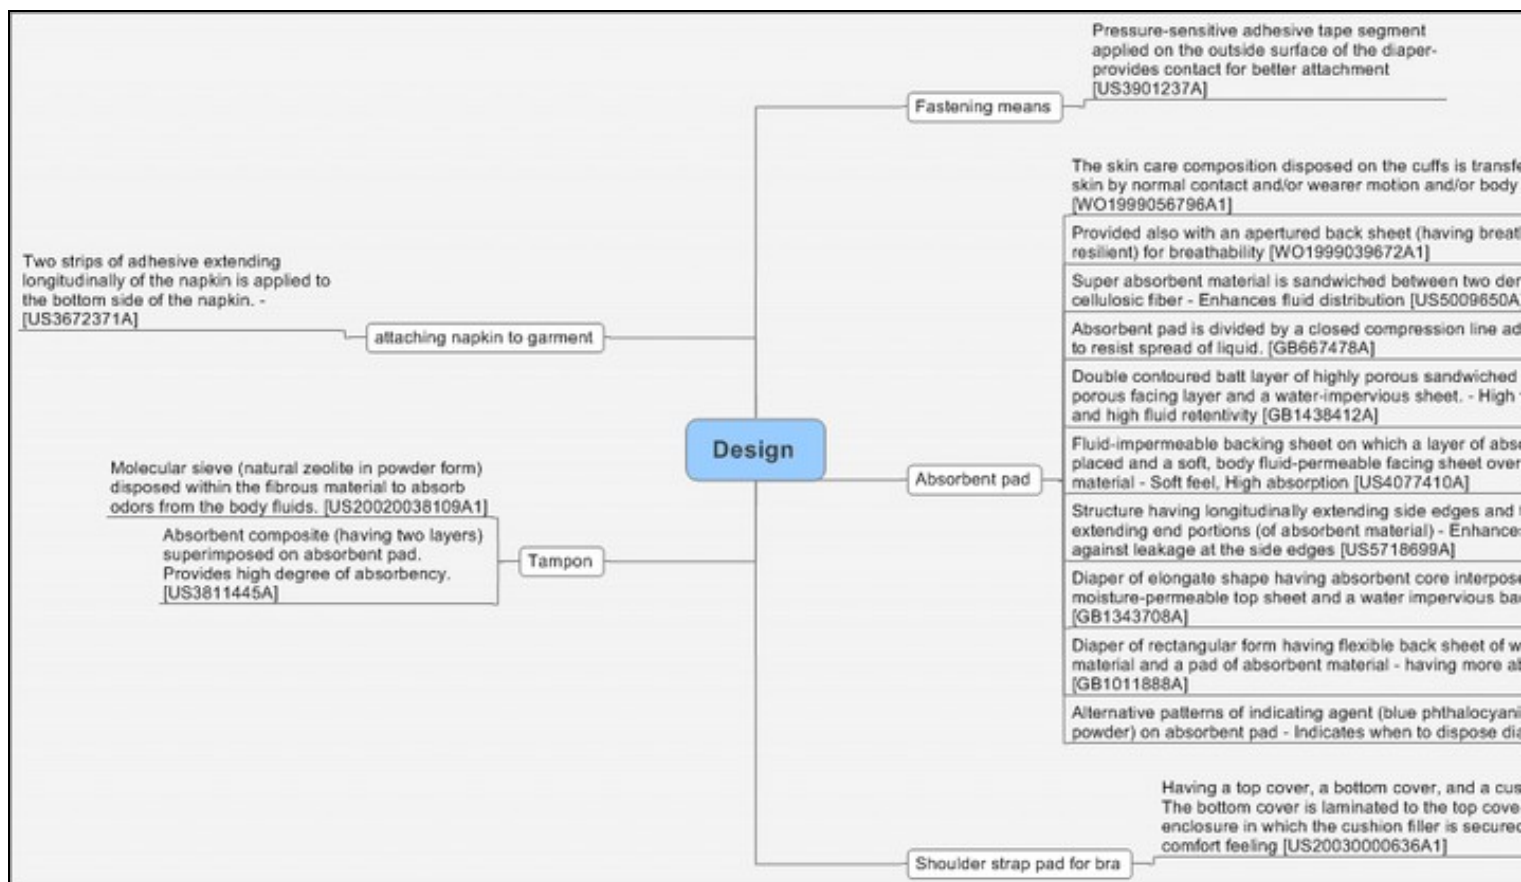 Pressure-sensitive adhesive tape segment
applied on the outside surface of the diaper-
provides contact for better attachment
[US3901237A]
Fastening means
The skin care composition disposed on the cuffs is
skin by normal contact and/or wearer motion and/or body
[WO1999056796A1]
Provided also with an apertured back sheet (having
resilient) for breathability [WO1999039672A1]
Super absorbent material is sandwiched between two
cellulosic fiber - Enhances fluid distribution [US5009650A
Absorbent pad is divided by a closed compression line
to resist spread of liquid. [GB667478A]
Double contoured batt layer of highly porous sandwiched
porous facing layer and a water-impervious sheet. - High
and high fluid retentivity [GB1438412A]
Fluid-impermeable backing sheet on which a layer of
placed and a soft, body fluid-permeable facing sheet over
material - Soft feel, High absorption [US4077410A]
Structure having longitudinally extending side edges and
extending end portions (of absorbent material) -
against leakage at the side edges [US5718699A]
Diaper of elongate shape having absorbent core
moisture-permeable top sheet and a water impervious
[GB1343708A]
Diaper of rectangular form having flexible back sheet of
material and a pad of absorbent material - having more
[GB1011888A]
Alternative patterns of indicating agent (blue
powder) on absorbent pad - Indicates when to dispose
Absorbent pad
Having a top cover, a bottom cover, and a
The bottom cover is laminated to the top
enclosure in which the cushion filler is secured
comfort feeling [US20030000636A1]
Shoulder strap pad for bra
Design
Two strips of adhesive extending
longitudinally of the napkin is applied to
the bottom side of the napkin. -
[US3672371A]
attaching napkin to garment
Molecular sieve (natural zeolite in powder form)
disposed within the fibrous material to absorb
odors from the body fluids. [US20020038109A1]
Absorbent composite (having two layers)
superimposed on absorbent pad.
Provides high degree of absorbency.
[US3811445A]
Tampon